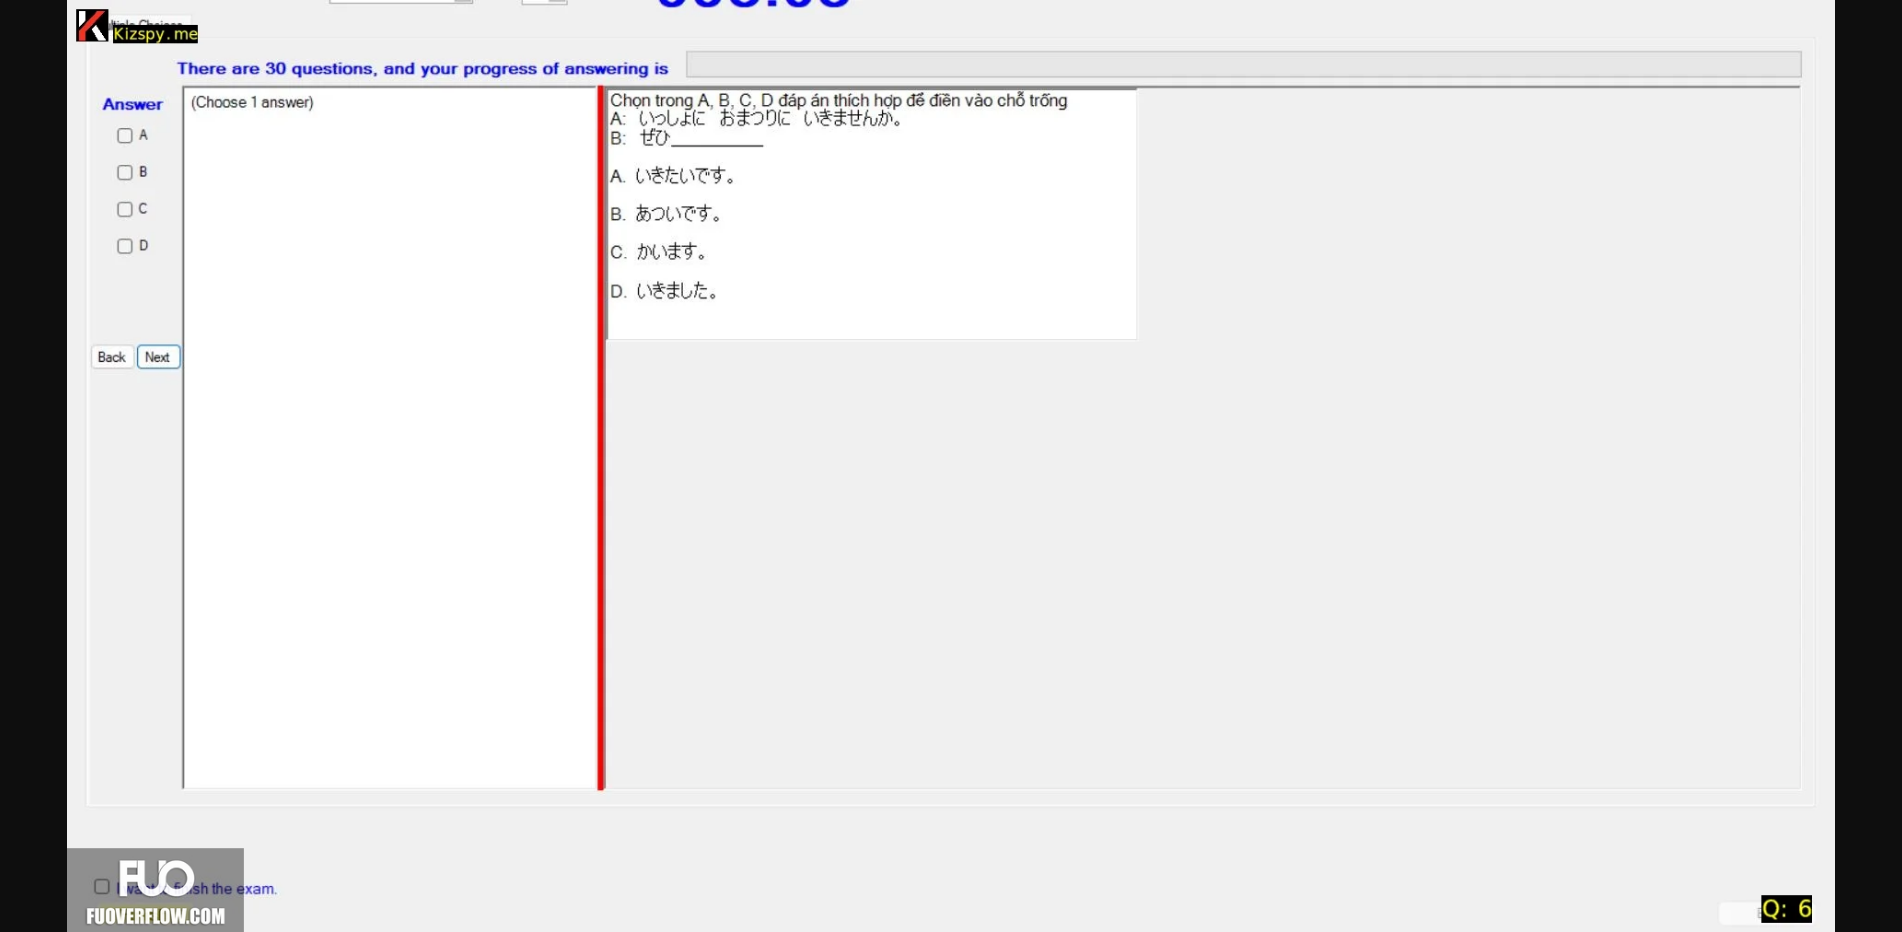 Kizspy.me
There are 30 questions, and your progress of answering is
Answer
(Choose 1 answer)
A
B
C
D
Back
Next
Chọn trong A, B, C, D đáp án thích hợp để điền vào chỗ trống
A: いっしょに おまつりに いきませんか。
B: ぜひ__________
A. いきたいです。
B. あついです。
C. かいます。
D. いきました。
FUO
the exam.
FUOVERFLOW.COM
Q: 6